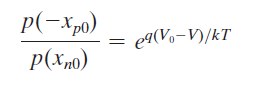 p(−x_{p0}) / p(x_{n0}) = e^{q(V_0−V)/kT}